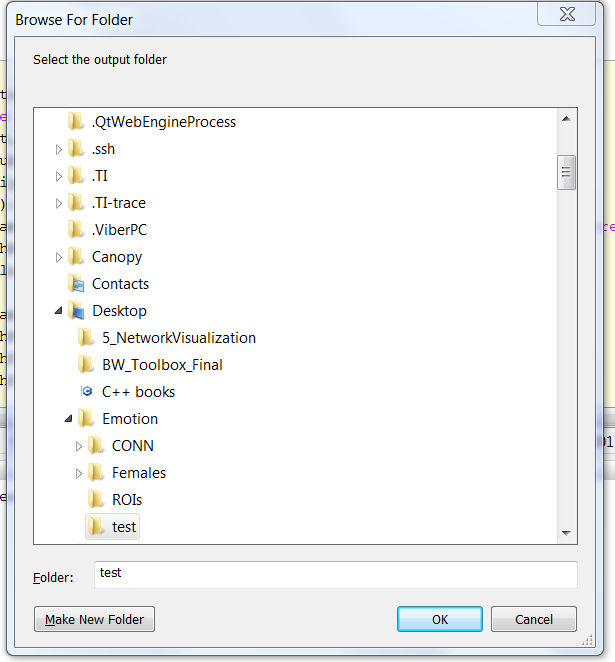 Browse For Folder
Select the output folder
.QtWebEngineProcess
.ssh
.TI
.TI-trace
.ViberPC
Canopy
Contacts
Desktop
5_NetworkVisualization
BW_Toolbox_Final
C++ books
Emotion
CONN
Females
ROIs
test
Folder: test
Make New Folder OK Cancel